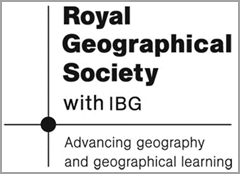 Royal
Geographical
Society
with IBG
Advancing geography
and geographical learning